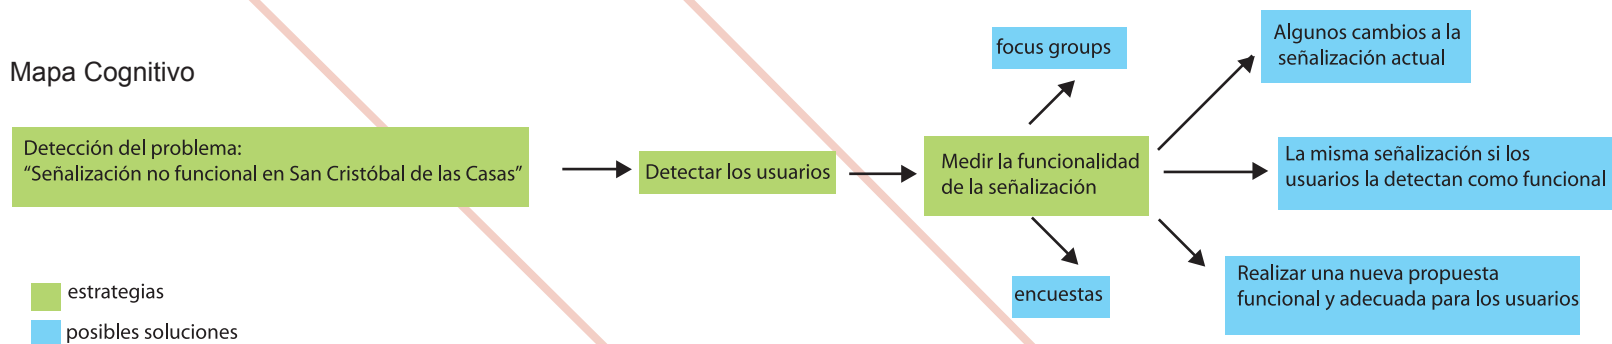 Mapa Cognitivo
Detección del problema:
“Señalización no funcional en San Cristóbal de las Casas”
Detectar los usuarios
Medir la funcionalidad
de la señalización
focus groups
encuestas
Algunos cambios a la
señalización actual
La misma señalización si los
usuarios la detectan como funcional
Realizar una nueva propuesta
funcional y adecuada para los usuarios
estrategias
posibles soluciones